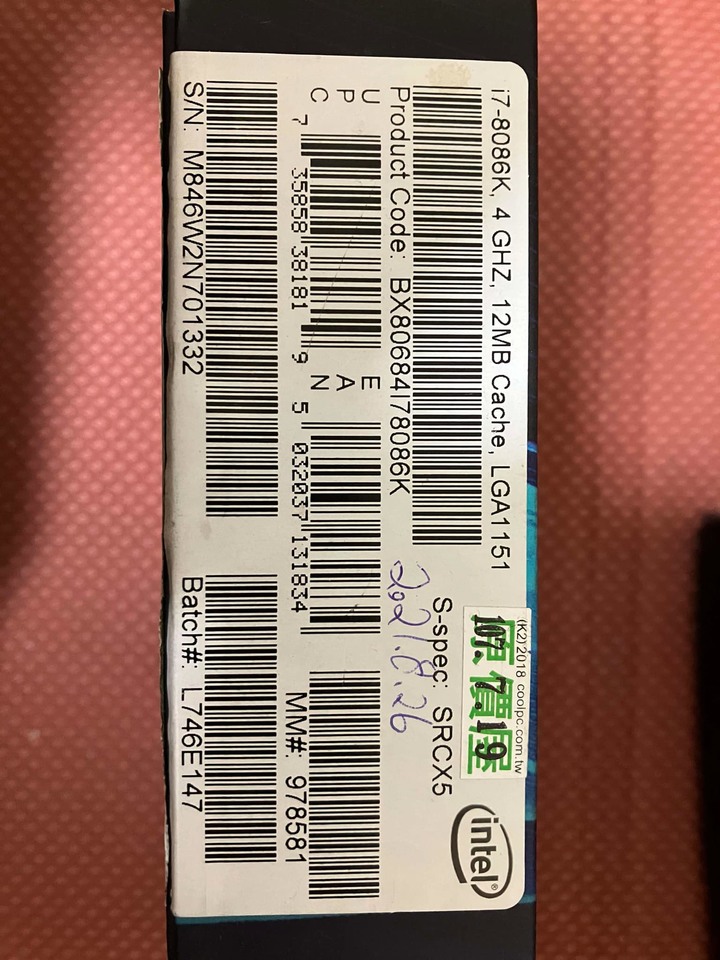 i7-8086K, 4 GHZ, 12MB Cache, LGA1151
(K2)2018 coolpc.com.tw
原價屋
107. 7.19
intel®
Product Code: BX80684I78086K
S-spec: SRCX5
2021.8.26
UPC
EAN
7 35858 38181 9
5 032037 131834
MM#: 978581
S/N: M846W2N701332
Batch#: L746E147